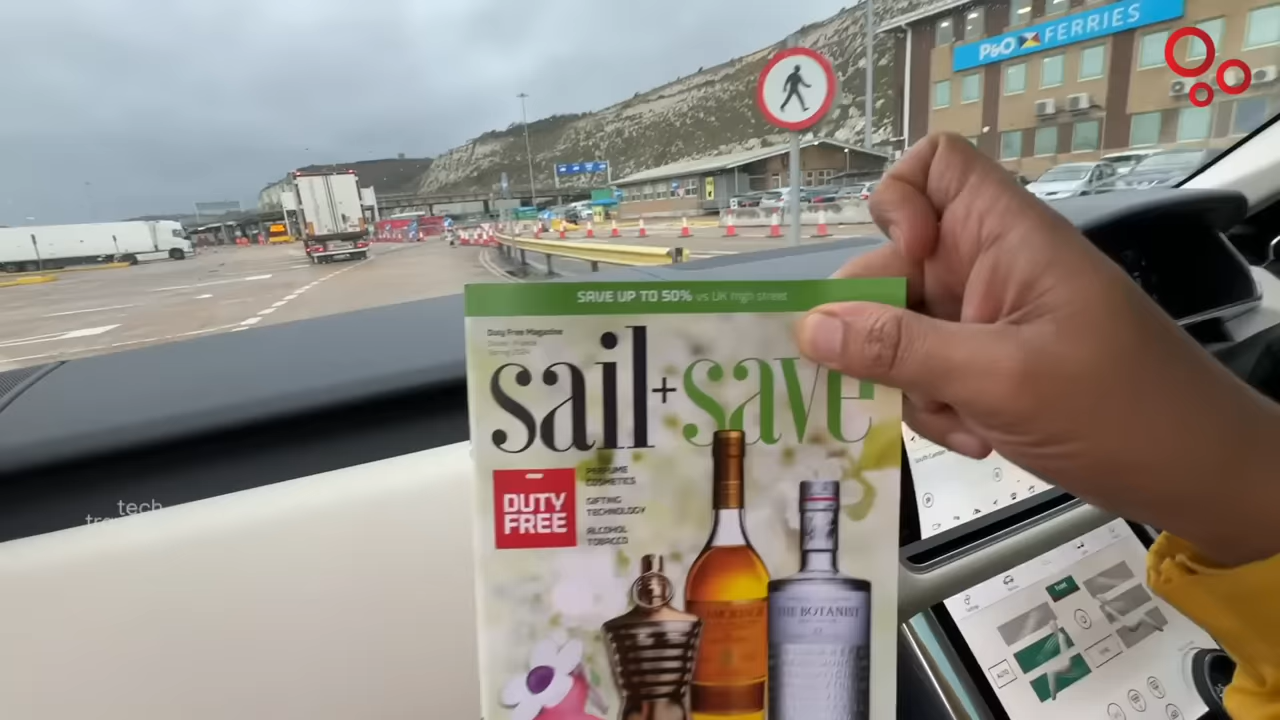 P&O FERRIES
SAVE UP TO 50% vs UK high street
Duty Free Magazine
sail+save
DUTY
FREE
PERFUME
COSMETICS
GIFTING
TECHNOLOGY
ALCOHOL
TOBACCO
THE BOTANIST
tech
AUTO